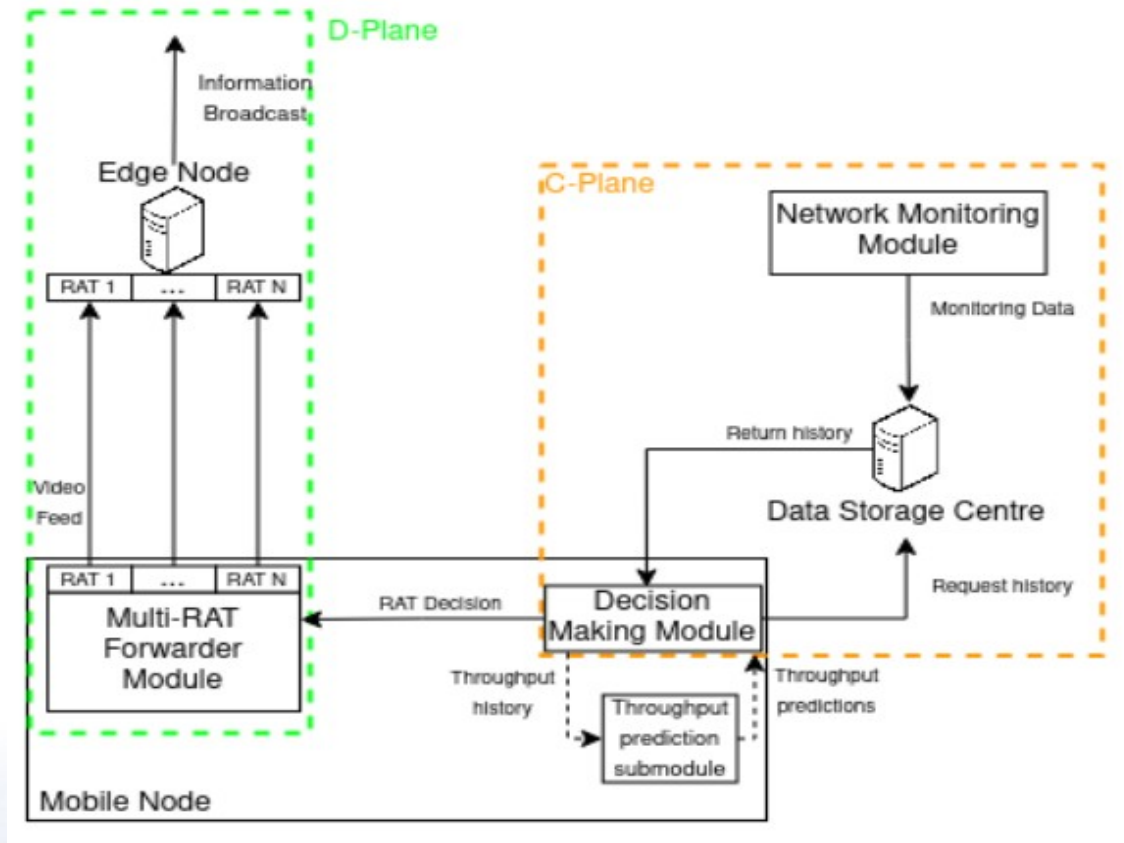 D-Plane
Information
Broadcast
Edge Node
RAT 1 ... RAT N
Video
Feed
RAT 1 ... RAT N
Multi-RAT
Forwarder
Module
Mobile Node
RAT Decision
C-Plane
Network Monitoring
Module
Monitoring Data
Return history
Data Storage Centre
Request history
Decision
Making Module
Throughput
history
Throughput
prediction
submodule
Throughput
predictions